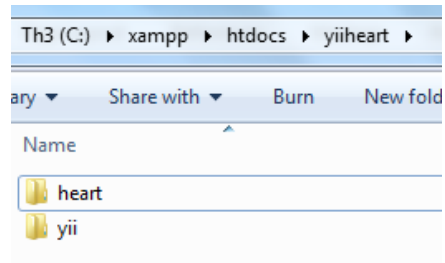 Th3 (C:) ▸ xampp ▸ htdocs ▸ yiiheart ▸
ary ▾ Share with ▾ Burn New fold
Name
heart
yii